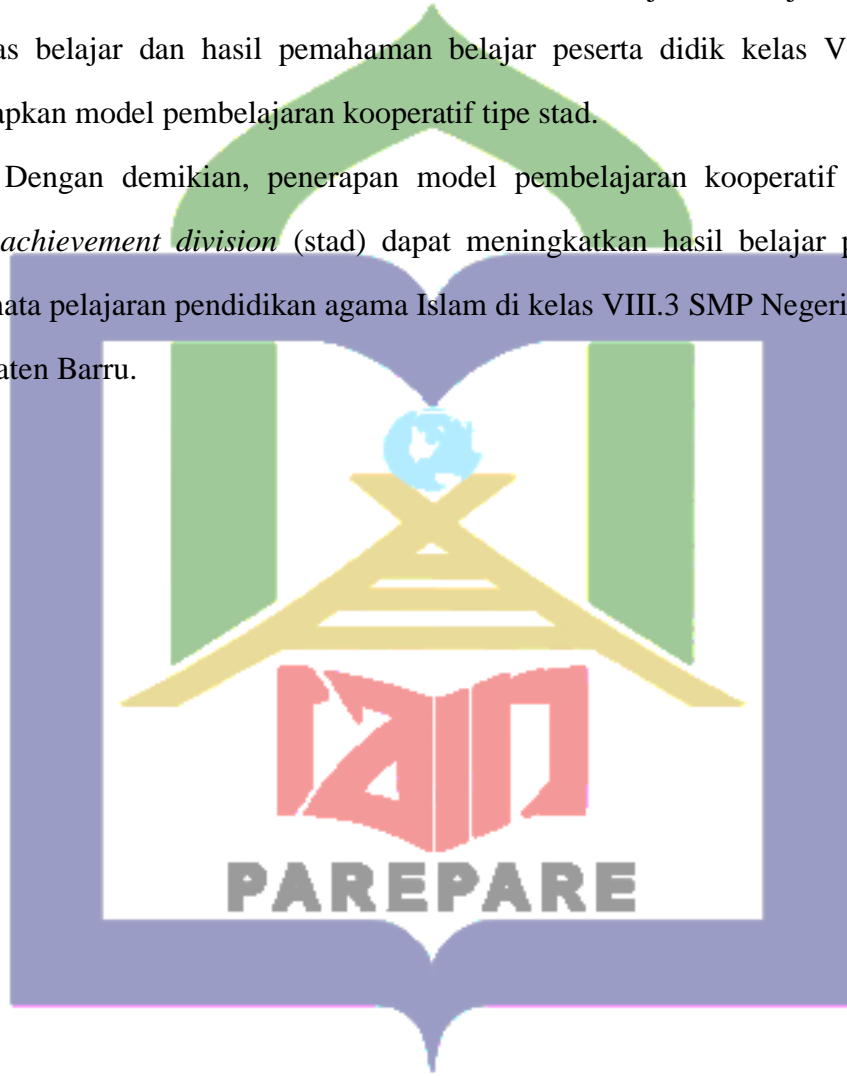 as belajar dan hasil pemahaman belajar peserta didik kelas V
apkan model pembelajaran kooperatif tipe stad.
Dengan demikian, penerapan model pembelajaran kooperatif
achievement division (stad) dapat meningkatkan hasil belajar p
ata pelajaran pendidikan agama Islam di kelas VIII.3 SMP Negeri
aten Barru.
iain
PAREPARE